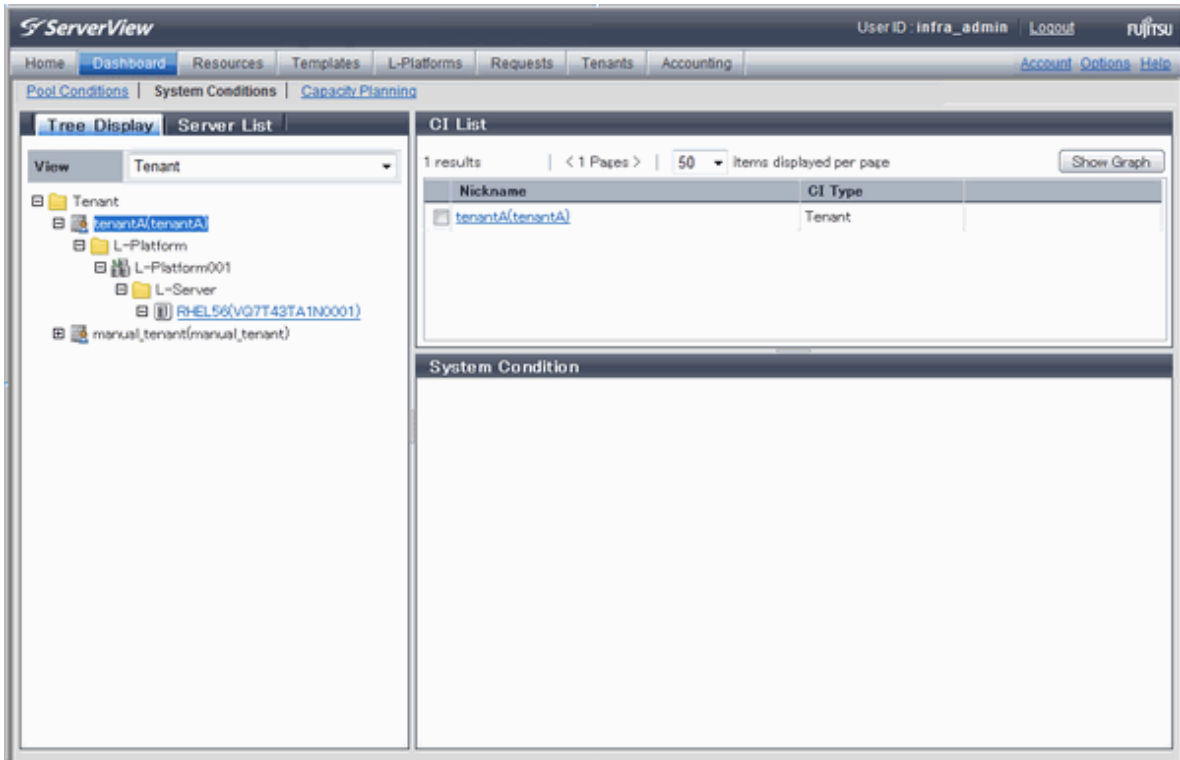 ServerView
User ID : infra_admin | Logout FUJITSU
Home Dashboard Resources Templates L-Platforms Requests Tenants Accounting Account Options Help
Pool Conditions | System Conditions | Capacity Planning
Tree Display Server List
View Tenant
Tenant
tenantA(tenantA)
L-Platform
L-Platform001
L-Server
RHEL56(VQ7T43TA1N0001)
manual_tenant(manual_tenant)
CI List
1 results | < 1 Pages > | 50 items displayed per page Show Graph
Nickname CI Type
tenantA(tenantA) Tenant
System Condition